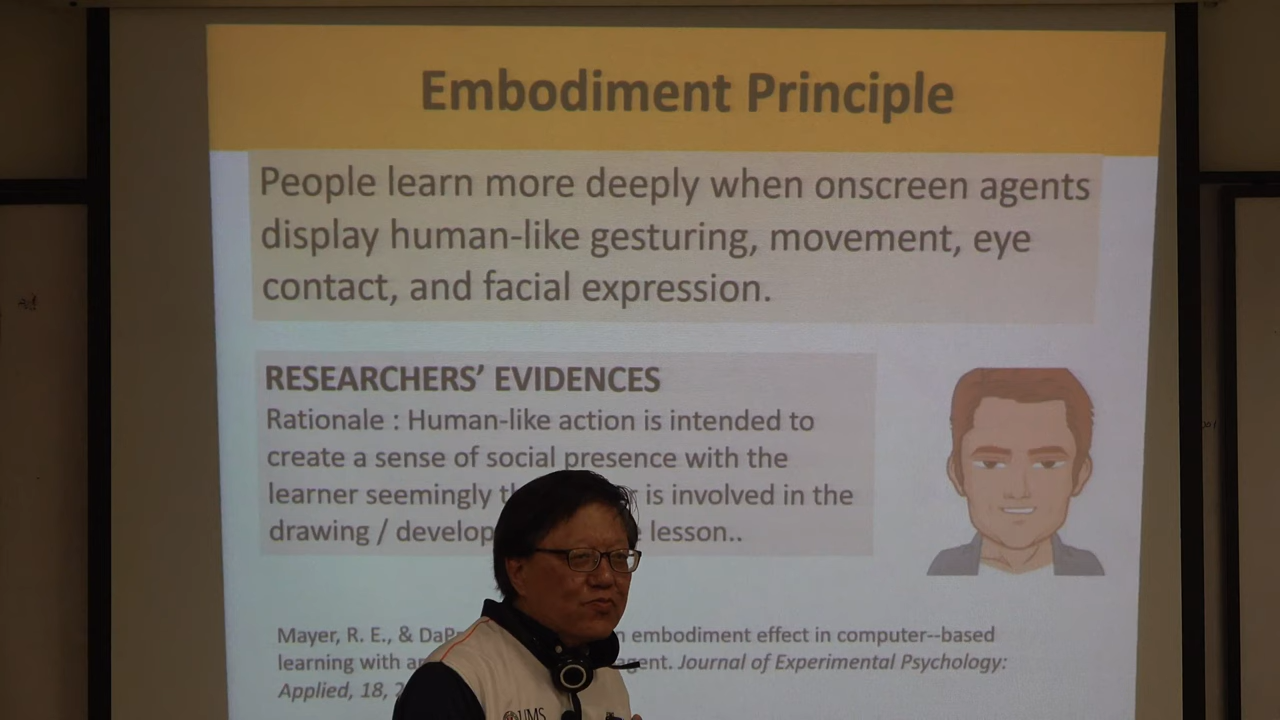 Embodiment Principle
People learn more deeply when onscreen agents
display human-like gesturing, movement, eye
contact, and facial expression.
RESEARCHERS' EVIDENCES
Rationale : Human-like action is intended to
create a sense of social presence with the
learner seemingly is involved in the
drawing / lesson..
Mayer, R. E., & embodiment effect in computer--based
learning with Journal of Experimental Psychology:
Applied, 18,
UMS